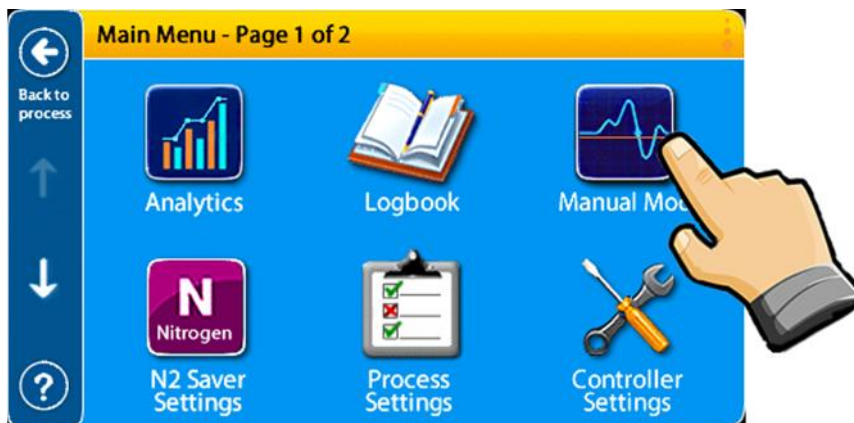 Main Menu - Page 1 of 2
Back to
process
Analytics
Logbook
Manual
N
Nitrogen
N2 Saver
Settings
Process
Settings
Controller
Settings
?